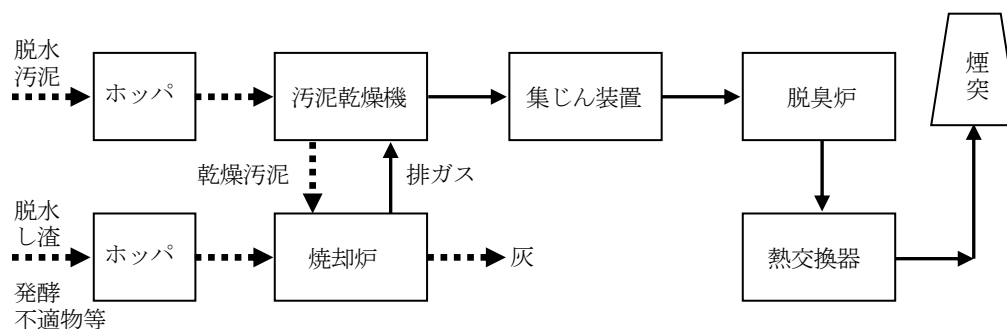 脱水
汚泥
ホッパ
汚泥乾燥機
集じん装置
脱臭炉
煙
突
乾燥汚泥
排ガス
脱水
し渣
ホッパ
焼却炉
灰
熱交換器
発酵
不適物等